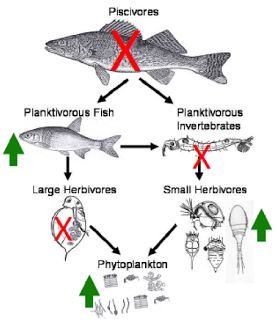 Piscivores
Planktivorous Fish
Planktivorous
Invertebrates
Large Herbivores
Small Herbivores
Phytoplankton